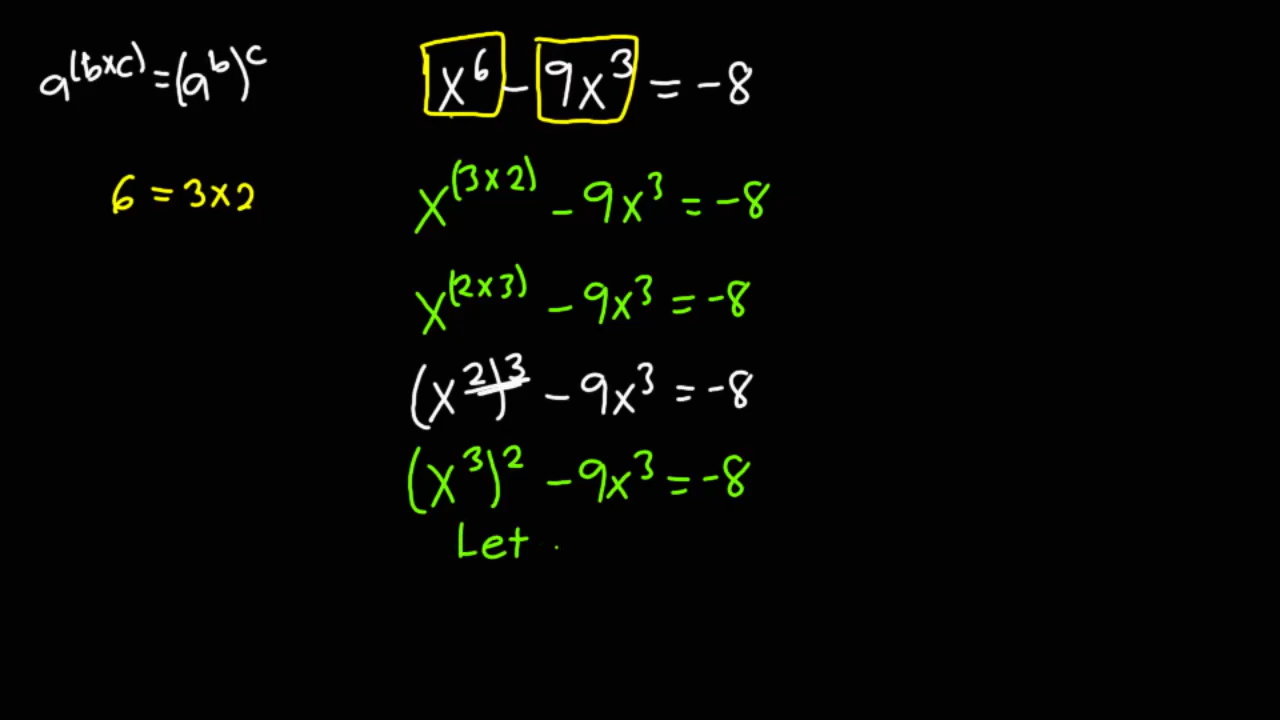 a^(b×c) = (a^b)^c
x^6 - 9x^3 = -8
6 = 3×2
x^(3×2) - 9x^3 = -8
x^(2×3) - 9x^3 = -8
(x^2)^3 - 9x^3 = -8
(x^3)^2 - 9x^3 = -8
Let